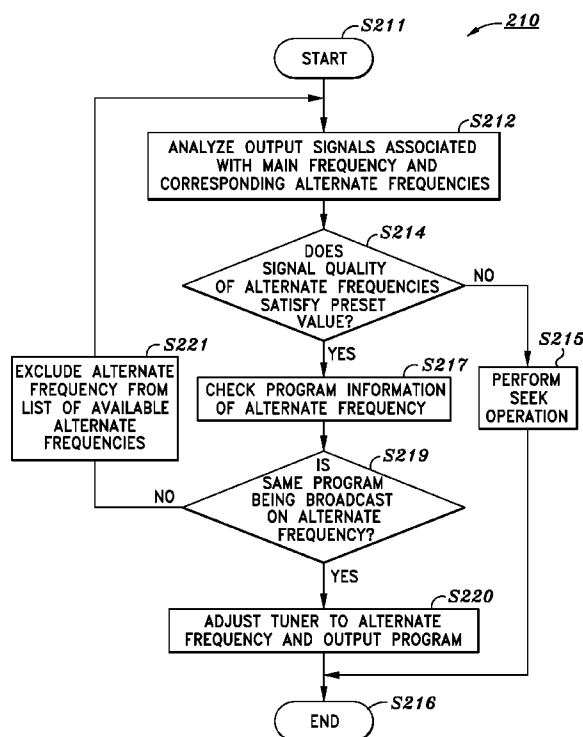 210
S211
START
S212
ANALYZE OUTPUT SIGNALS ASSOCIATED
WITH MAIN FREQUENCY AND
CORRESPONDING ALTERNATE FREQUENCIES
S214
DOES
SIGNAL QUALITY
OF ALTERNATE FREQUENCIES
SATISFY PRESET
VALUE?
NO
YES
S215
PERFORM
SEEK
OPERATION
S217
CHECK PROGRAM INFORMATION
OF ALTERNATE FREQUENCY
S221
EXCLUDE ALTERNATE
FREQUENCY FROM
LIST OF AVAILABLE
ALTERNATE
FREQUENCIES
S219
IS
SAME PROGRAM
BEING BROADCAST
ON ALTERNATE
FREQUENCY?
NO
YES
S220
ADJUST TUNER TO ALTERNATE
FREQUENCY AND OUTPUT PROGRAM
S216
END